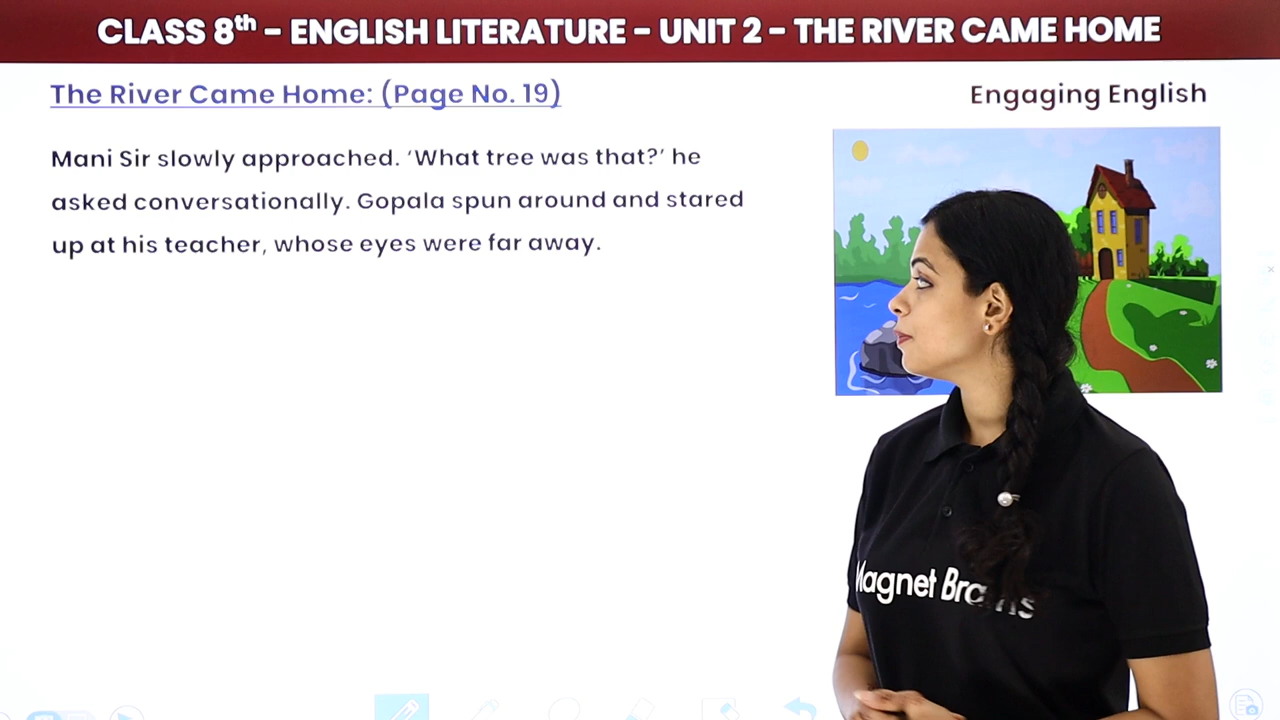 CLASS 8th - ENGLISH LITERATURE - UNIT 2 - THE RIVER CAME HOME
The River Came Home: (Page No. 19)
Engaging English
Mani Sir slowly approached. ‘What tree was that?’ he
asked conversationally. Gopala spun around and stared
up at his teacher, whose eyes were far away.
Magnet Brains